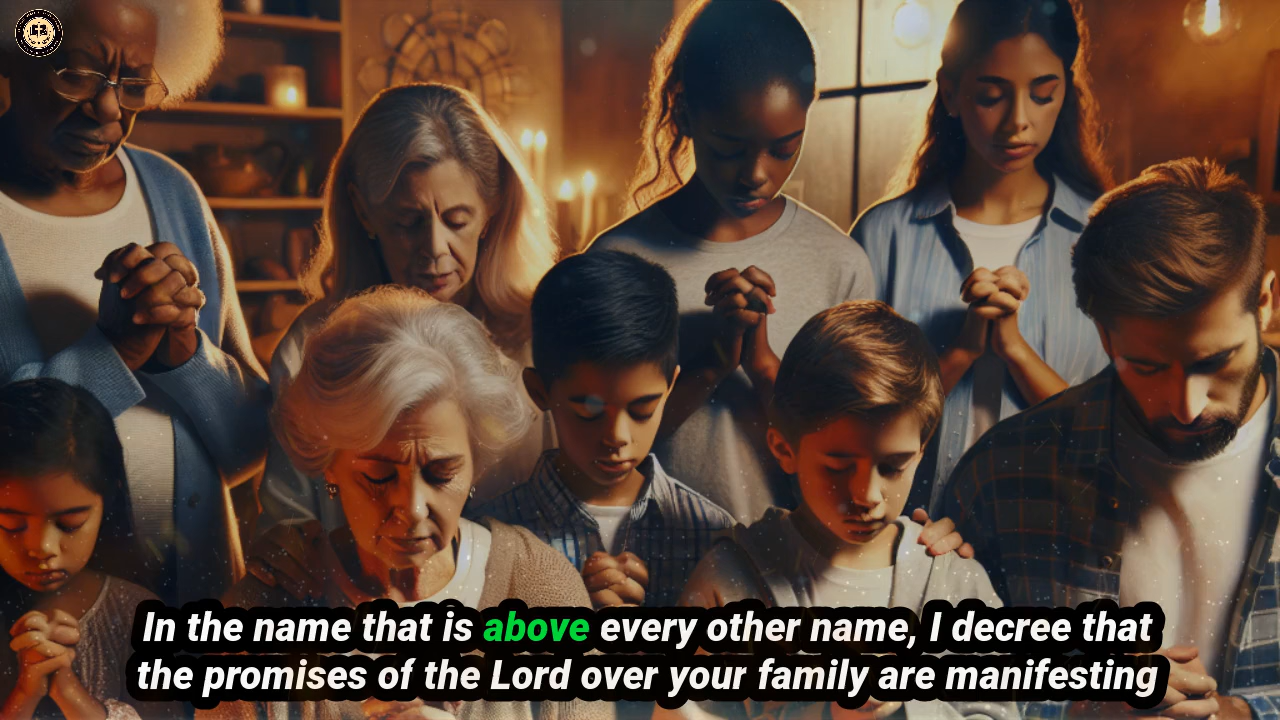 In the name that is above every other name, I decree that
the promises of the Lord over your family are manifesting